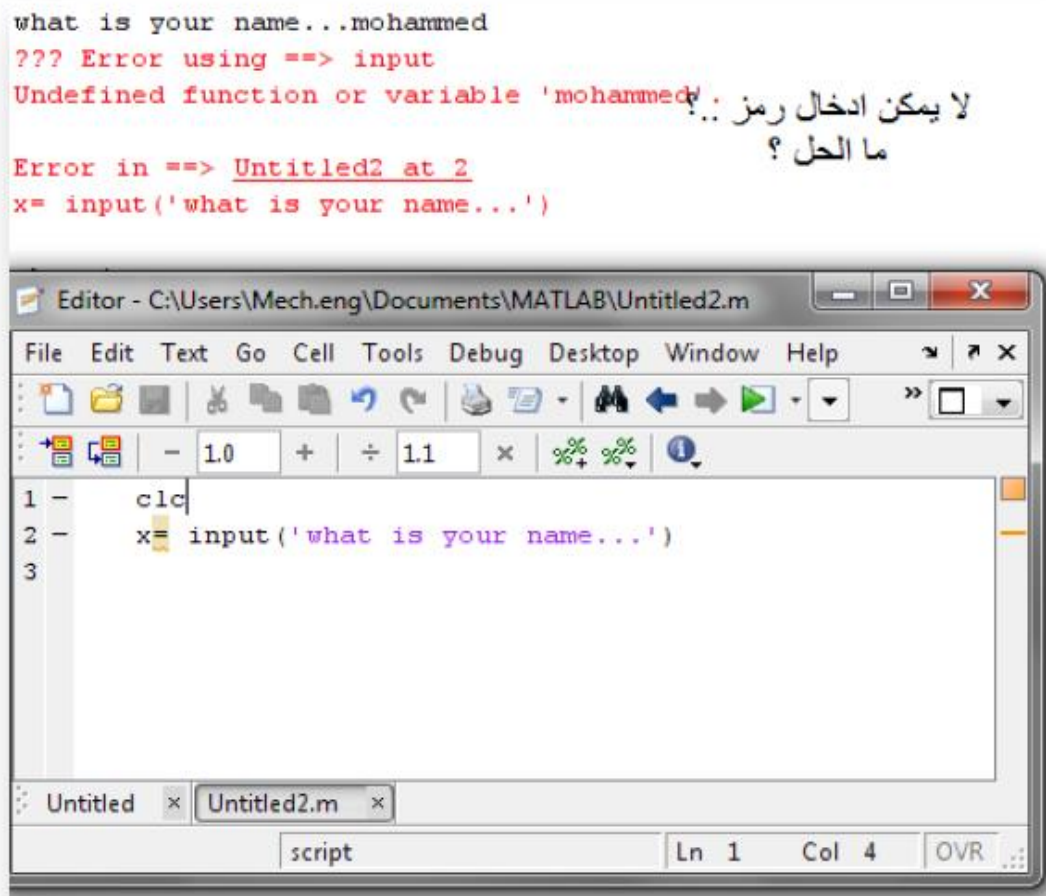 what is your name...mohammed
??? Error using ==> input
Undefined function or variable 'mohammed'.
لا يمكن ادخال رمز ..؟
ما الحل ؟
Error in ==> Untitled2 at 2
x= input('what is your name...')
Editor - C:\Users\Mech.eng\Documents\MATLAB\Untitled2.m
File Edit Text Go Cell Tools Debug Desktop Window Help
− 1.0 + ÷ 1.1 ×
1 − clc
2 − x= input('what is your name...')
3
Untitled × Untitled2.m ×
script Ln 1 Col 4 OVR